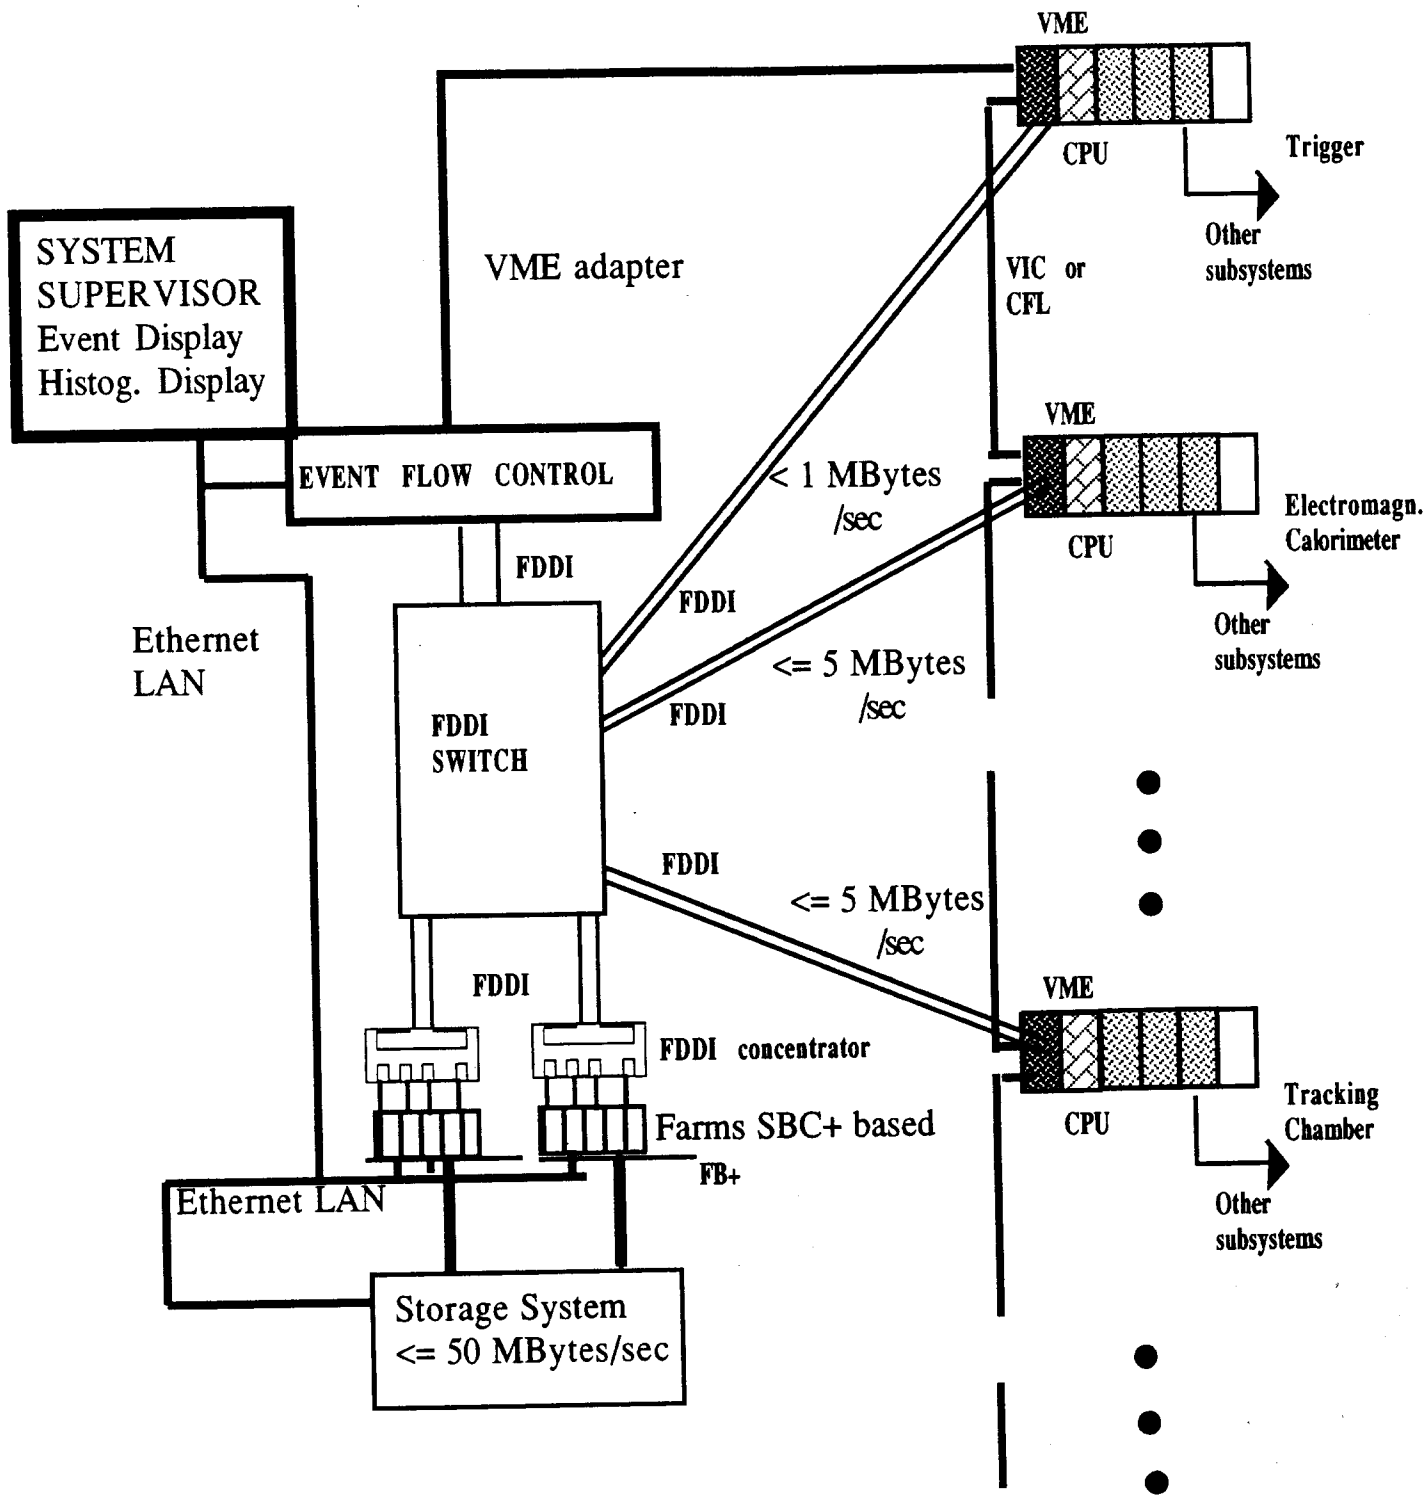 VME
CPU
Trigger
Other
subsystems
SYSTEM
SUPERVISOR
Event Display
Histog. Display
VME adapter
VIC or
CFL
EVENT FLOW CONTROL
VME
< 1 MBytes
/sec
Electromagn.
Calorimeter
CPU
FDDI
FDDI
Other
subsystems
Ethernet
LAN
<= 5 MBytes
/sec
FDDI
FDDI
SWITCH
FDDI
<= 5 MBytes
/sec
FDDI
VME
FDDI concentrator
Tracking
Chamber
CPU
Farms SBC+ based
FB+
Ethernet LAN
Other
subsystems
Storage System
<= 50 MBytes/sec